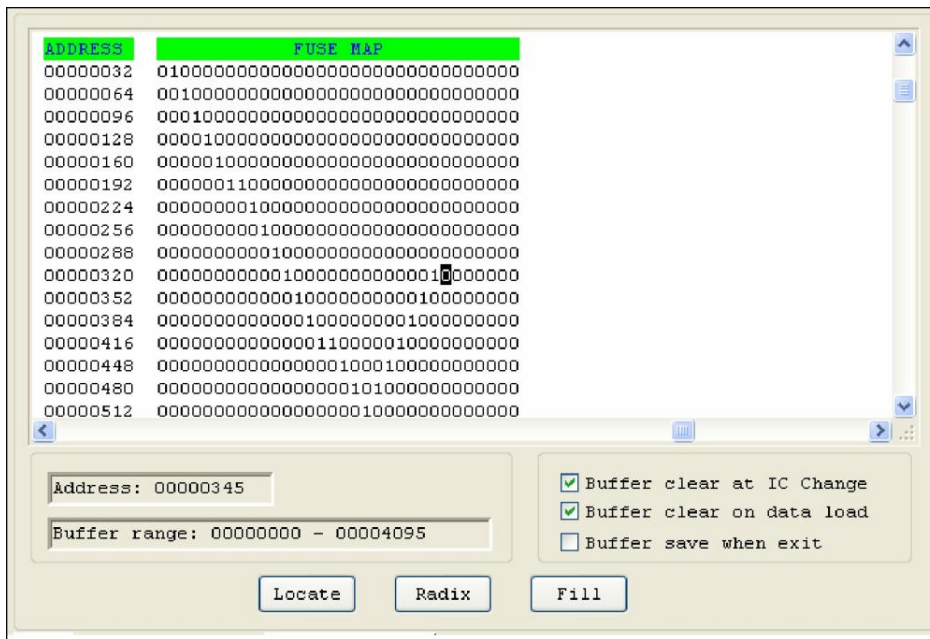 ADDRESS FUSE MAP
00000032 01000000000000000000000000000000
00000064 00100000000000000000000000000000
00000096 00010000000000000000000000000000
00000128 00001000000000000000000000000000
00000160 00000100000000000000000000000000
00000192 00000011000000000000000000000000
00000224 00000000100000000000000000000000
00000256 00000000010000000000000000000000
00000288 00000000001000000000000000000000
00000320 00000000000100000000000010000000
00000352 00000000000010000000000100000000
00000384 00000000000001000000001000000000
00000416 00000000000000110000010000000000
00000448 00000000000000001000100000000000
00000480 00000000000000000101000000000000
00000512 00000000000000000010000000000000
Address: 00000345
Buffer range: 00000000 - 00004095
Buffer clear at IC Change
Buffer clear on data load
Buffer save when exit
Locate Radix Fill